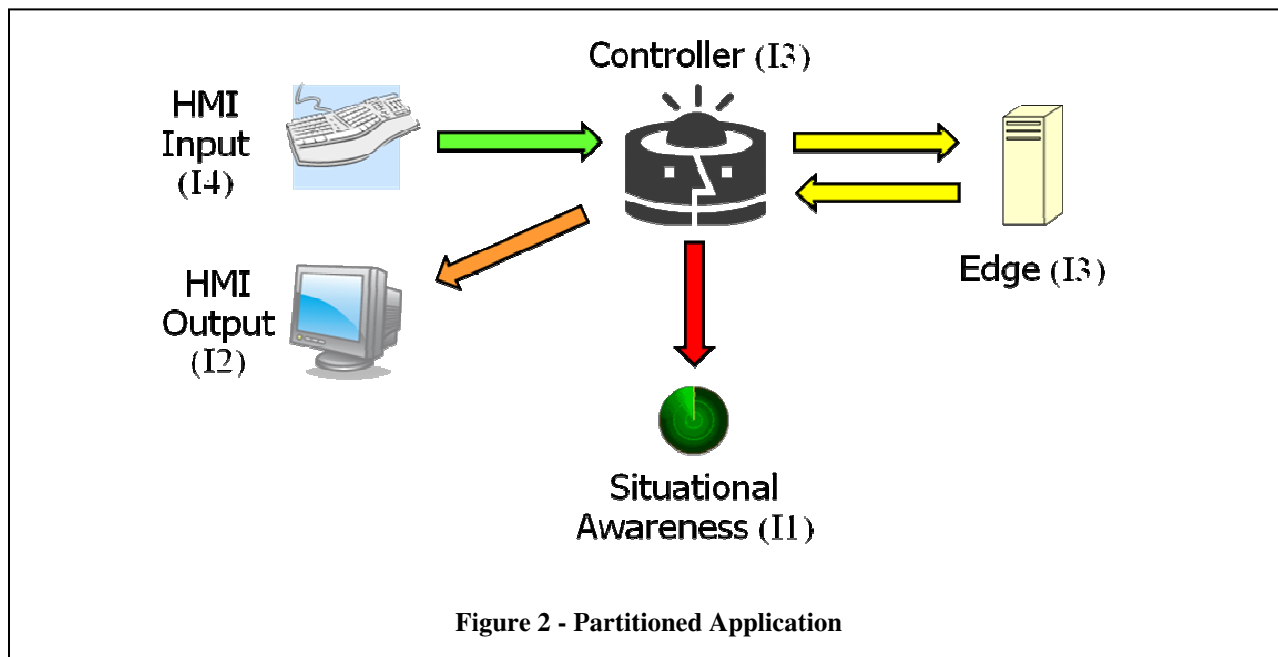 Controller (I3)
HMI
Input
(I4)
HMI
Output
(I2)
Edge (I3)
Situational
Awareness (I1)
Figure 2 - Partitioned Application